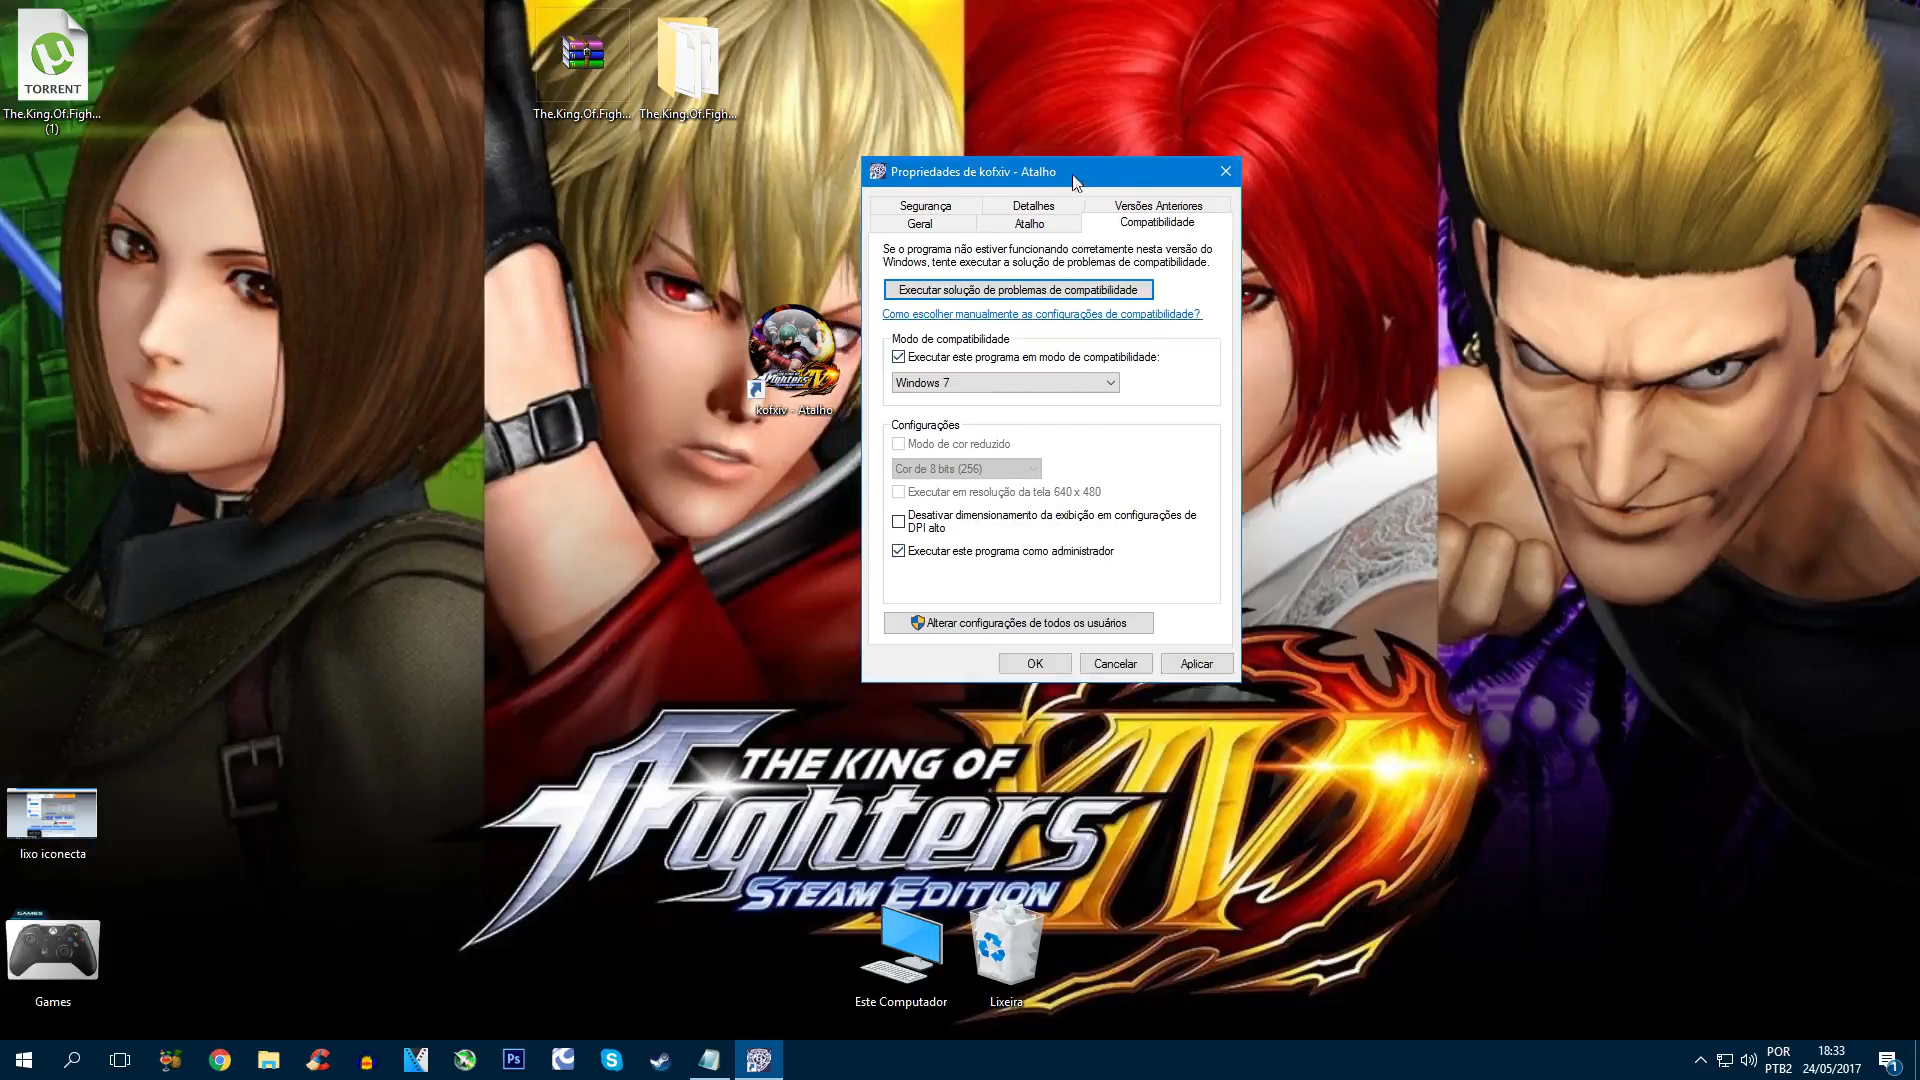 TORRENT
The.King.Of.Figh...
(1)
The.King.Of.Figh...
The.King.Of.Figh...
Propriedades de kofxiv - Atalho
Segurança
Detalhes
Versões Anteriores
Geral
Atalho
Compatibilidade
Se o programa não estiver funcionando corretamente nesta versão do
Windows, tente executar a solução de problemas de compatibilidade.
Executar solução de problemas de compatibilidade
Como escolher manualmente as configurações de compatibilidade?
Modo de compatibilidade
Executar este programa em modo de compatibilidade:
Windows 7
Configurações
Modo de cor reduzido
Cor de 8 bits (256)
Executar em resolução da tela 640 x 480
Desativar dimensionamento da exibição em configurações de
DPI alto
Executar este programa como administrador
Alterar configurações de todos os usuários
OK
Cancelar
Aplicar
kofxiv - Atalho
THE KING OF
Fighters XIV
STEAM EDITION
lixo iconecta
GAMES
Games
Este Computador
Lixeira
Ps
POR
PTB2
18:33
24/05/2017
1